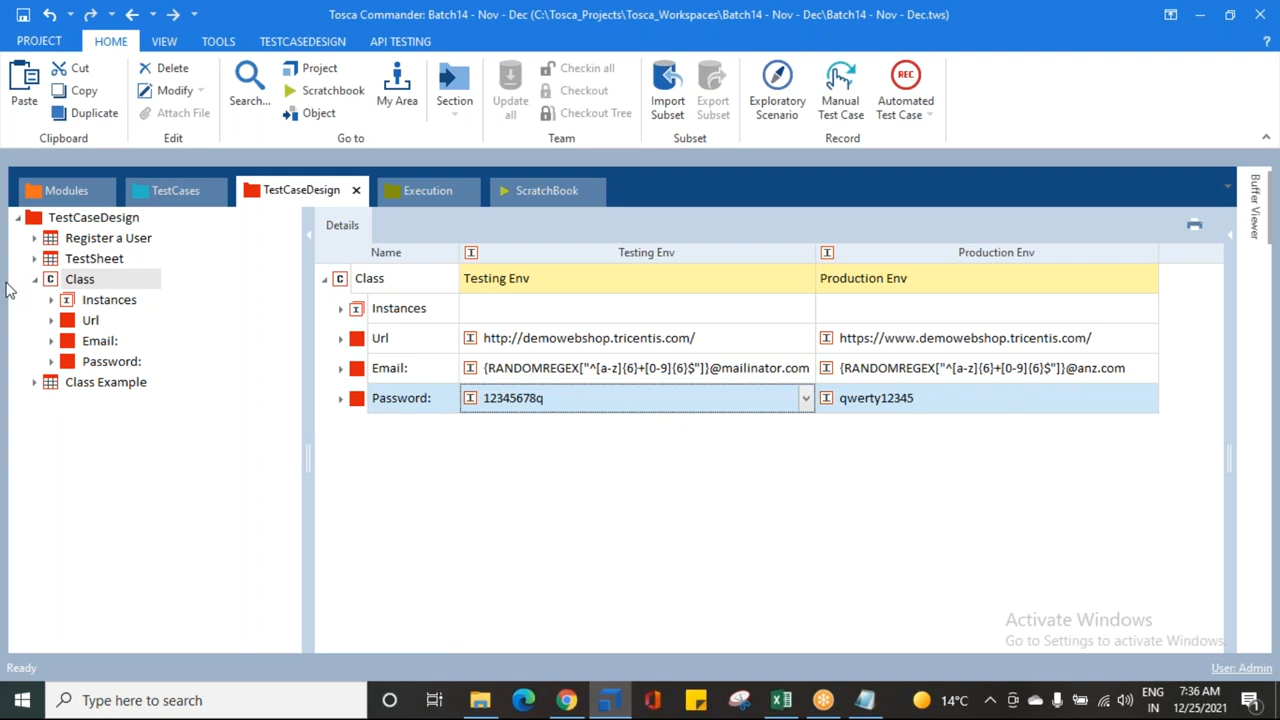 Tosca Commander: Batch14 - Nov - Dec (C:\Tosca_Projects\Tosca_Workspaces\Batch14 - Nov - Dec\Batch14 - Nov - Dec.tws)
PROJECT HOME VIEW TOOLS TESTCASEDESIGN API TESTING ?
Paste Cut Copy Duplicate Clipboard
Delete Modify Attach File Edit
Search... Project Scratchbook Object My Area Section Go to
Update all Checkin all Checkout Checkout Tree Team
Import Subset Export Subset Subset
Exploratory Scenario Manual Test Case REC Automated Test Case Record
Modules TestCases TestCaseDesign Execution ScratchBook
Buffer Viewer
TestCaseDesign
Register a User
TestSheet
C Class
Instances
Url
Email:
Password:
Class Example
Details
Name Testing Env Production Env
C Class Testing Env Production Env
Instances
Url http://demowebshop.tricentis.com/ https://www.demowebshop.tricentis.com/
Email: {RANDOMREGEX["^[a-z]{6}+[0-9]{6}$"]}@mailinator.com {RANDOMREGEX["^[a-z]{6}+[0-9]{6}$"]}@anz.com
Password: 12345678q qwerty12345
Activate Windows
Go to Settings to activate Windows.
Ready User: Admin
Type here to search 14°C ENG IN 7:36 AM 12/25/2021 1